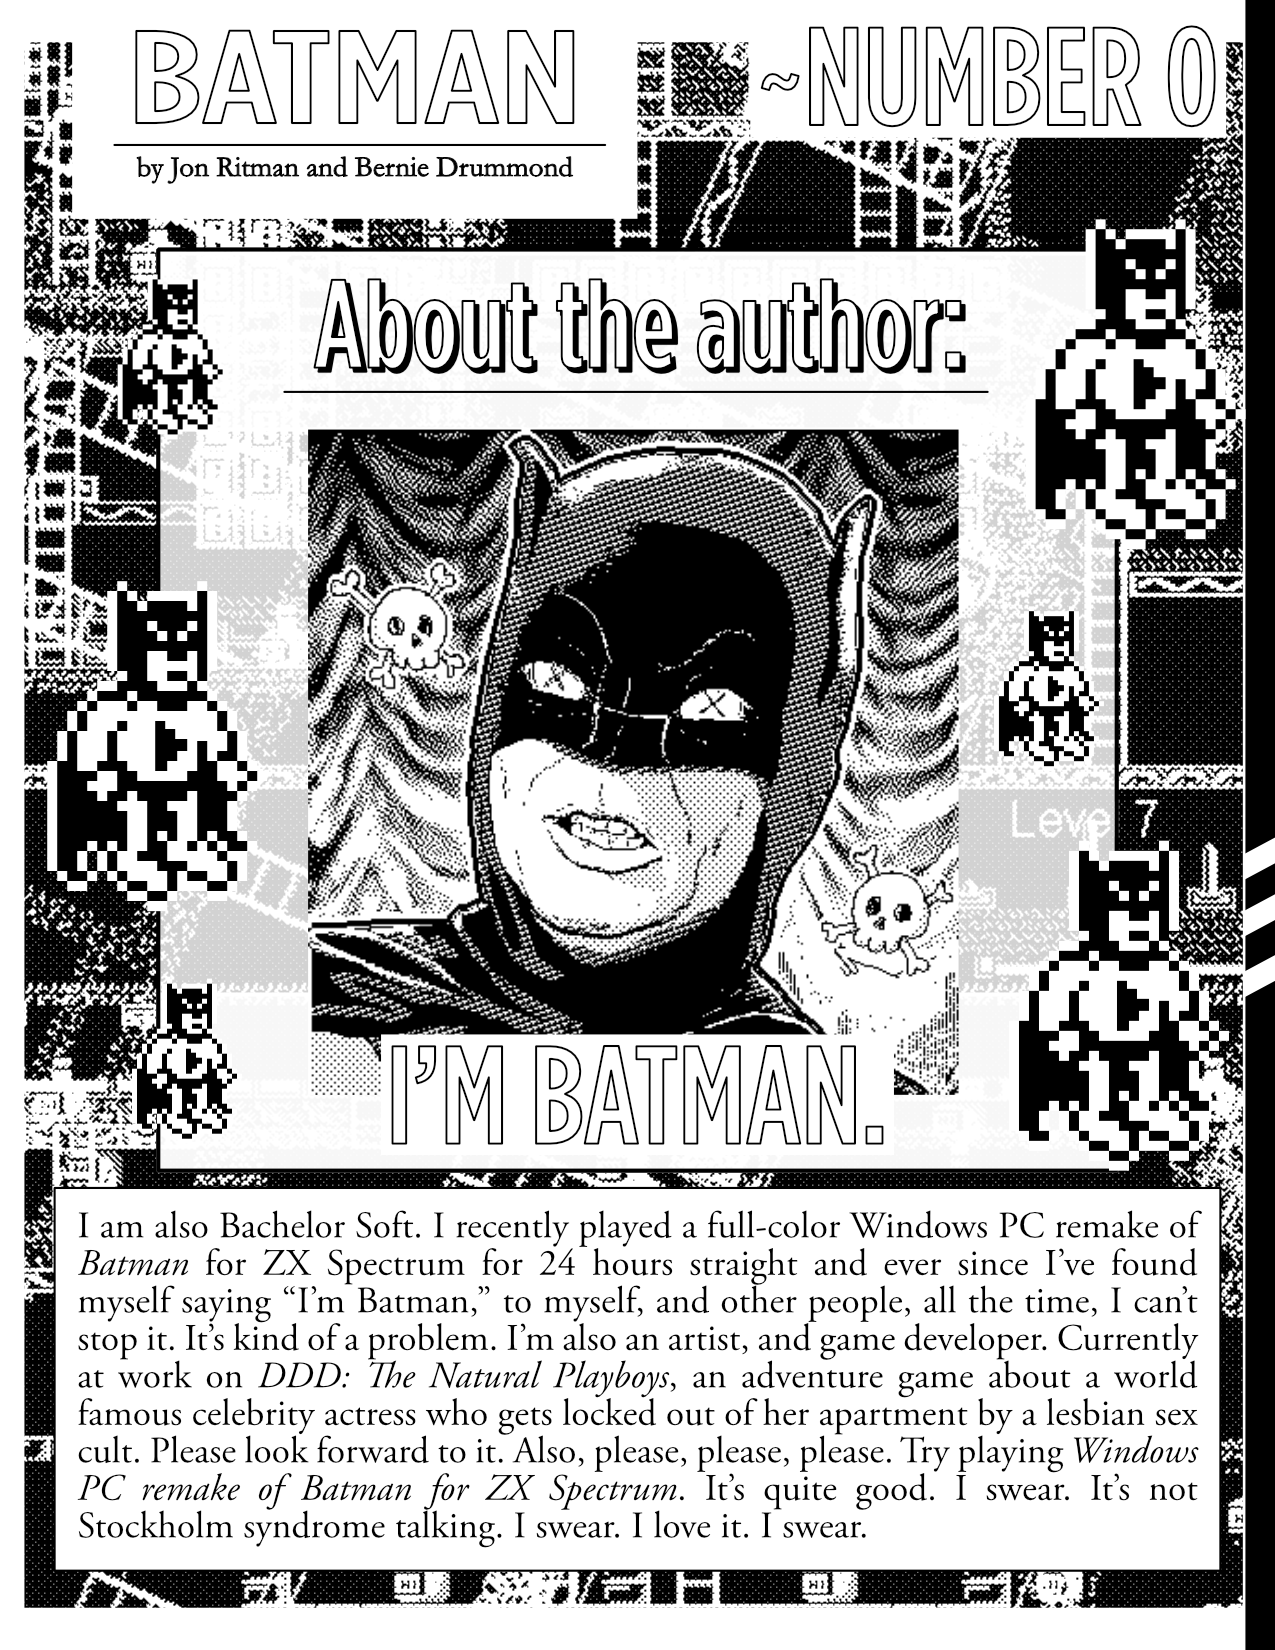 BATMAN
~NUMBER 0
by Jon Ritman and Bernie Drummond
About the author:
Level 7
I'M BATMAN.
I am also Bachelor Soft. I recently played a full-color Windows PC remake of
Batman for ZX Spectrum for 24 hours straight and ever since I've found
myself saying “I'm Batman,” to myself, and other people, all the time, I can't
stop it. It's kind of a problem. I'm also an artist, and game developer. Currently
at work on DDD: The Natural Playboys, an adventure game about a world
famous celebrity actress who gets locked out of her apartment by a lesbian sex
cult. Please look forward to it. Also, please, please, please. Try playing Windows
PC remake of Batman for ZX Spectrum. It's quite good. I swear. It's not
Stockholm syndrome talking. I swear. I love it. I swear.